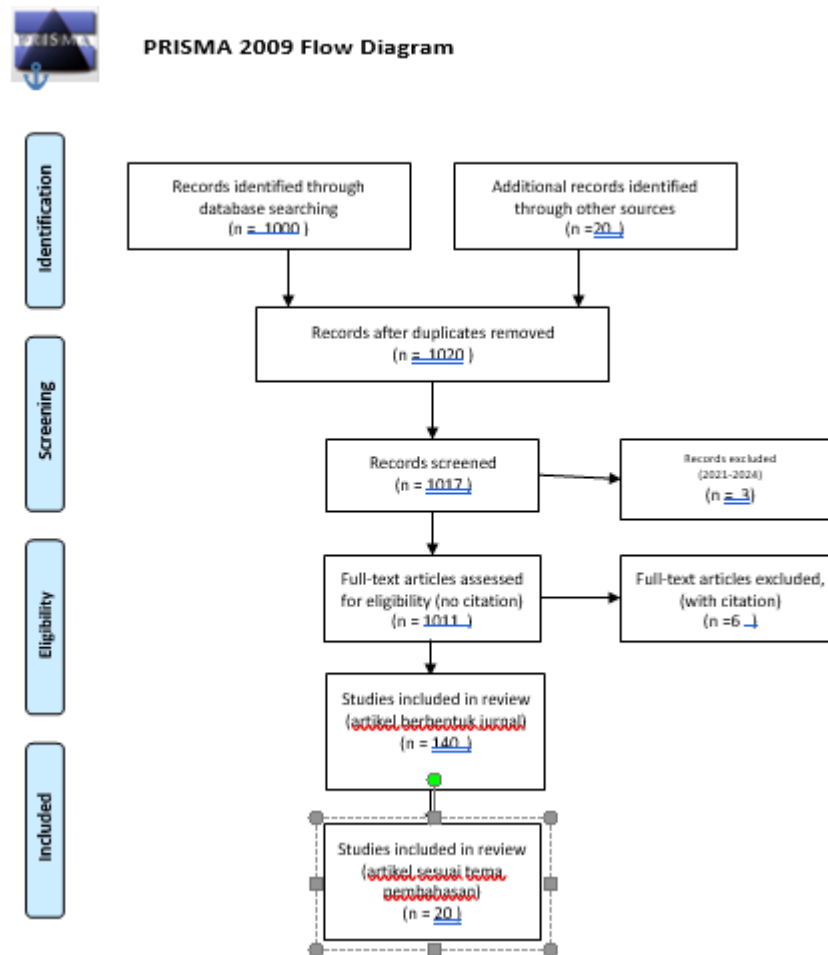 PRISMA
PRISMA 2009 Flow Diagram
Identification
Records identified through
database searching
(n = 1000 )
Additional records identified
through other sources
(n =20 )
Records after duplicates removed
(n = 1020 )
Screening
Records screened
(n = 1017 )
Records excluded
(2021-2024)
(n = 3)
Eligibility
Full-text articles assessed
for eligibility (no citation)
(n = 1011 )
Full-text articles excluded,
(with citation)
(n =6 )
Studies included in review
(artikel berbentuk jurnal)
(n = 140 )
Included
Studies included in review
(artikel sesuai tema
pembahasan)
(n = 20 )